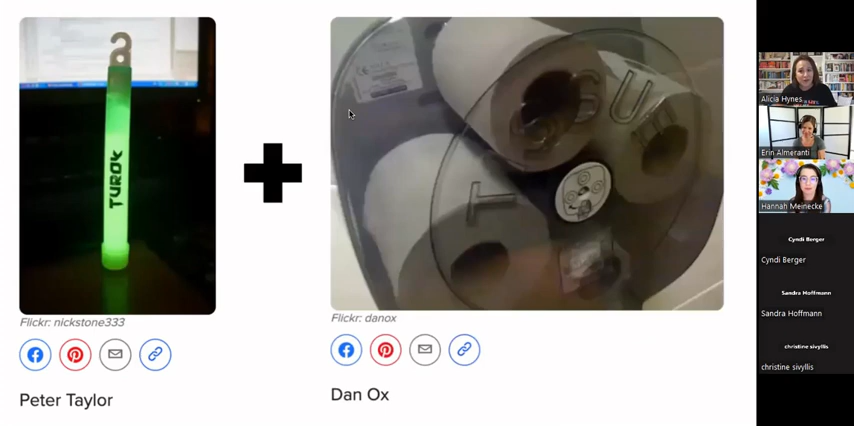 TUROK
Flickr: nickstone333
Peter Taylor
Flickr: danox
Dan Ox
Alicia Hynes
Erin Almeranti
Hannah Meinecke
Cyndi Berger
Cyndi Berger
Sandra Hoffmann
Sandra Hoffmann
christine sivyllis
christine sivyllis